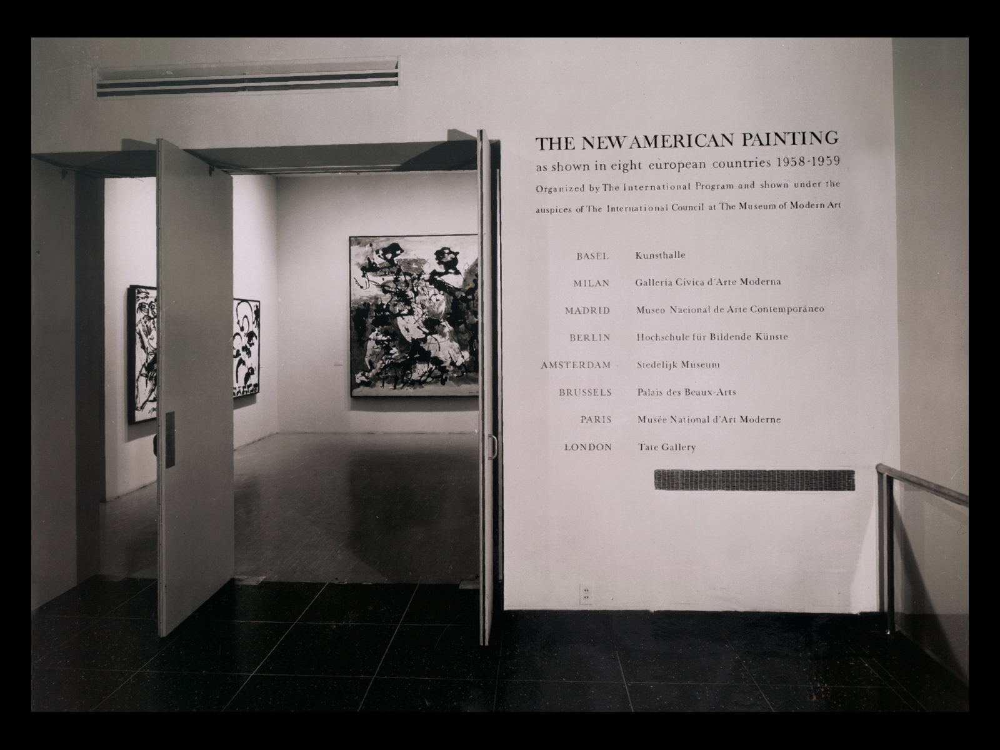 THE NEW AMERICAN PAINTING
as shown in eight european countries 1958-1959
Organized by The International Program and shown under the
auspices of The International Council at The Museum of Modern Art
BASEL Kunsthalle
MILAN Galleria Civica d'Arte Moderna
MADRID Museo Nacional de Arte Contemporáneo
BERLIN Hochschule für Bildende Künste
AMSTERDAM Stedelijk Museum
BRUSSELS Palais des Beaux-Arts
PARIS Musée National d'Art Moderne
LONDON Tate Gallery